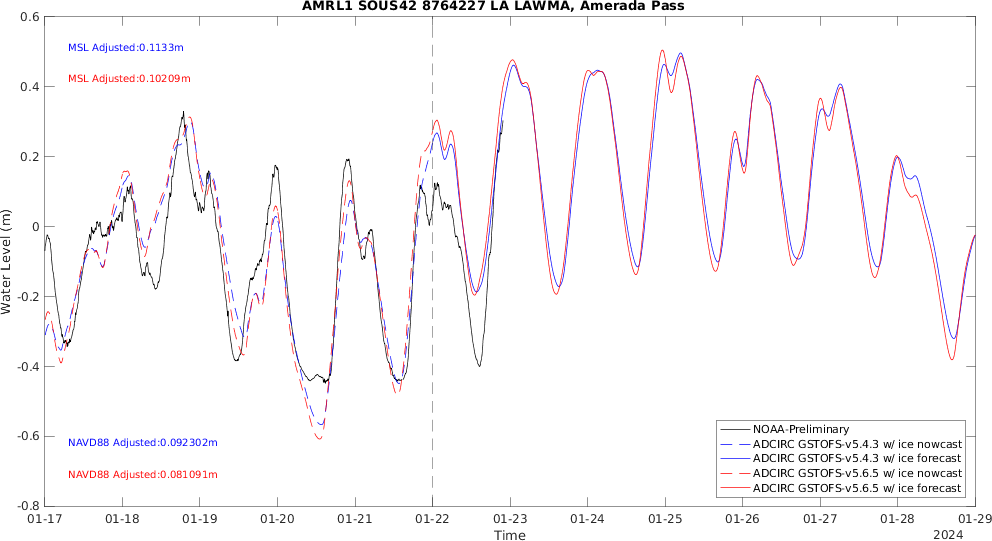 AMRL1 SOUS42 8764227 LA LAWMA, Amerada Pass
0.6
0.4
0.2
0
-0.2
-0.4
-0.6
-0.8
Water Level (m)
MSL Adjusted:0.1133m
MSL Adjusted:0.10209m
NAVD88 Adjusted:0.092302m
NAVD88 Adjusted:0.081091m
NOAA-Preliminary
ADCIRC GSTOFS-v5.4.3 w/ ice nowcast
ADCIRC GSTOFS-v5.4.3 w/ ice forecast
ADCIRC GSTOFS-v5.6.5 w/ ice nowcast
ADCIRC GSTOFS-v5.6.5 w/ ice forecast
01-17 01-18 01-19 01-20 01-21 01-22 01-23 01-24 01-25 01-26 01-27 01-28 01-29
Time
2024